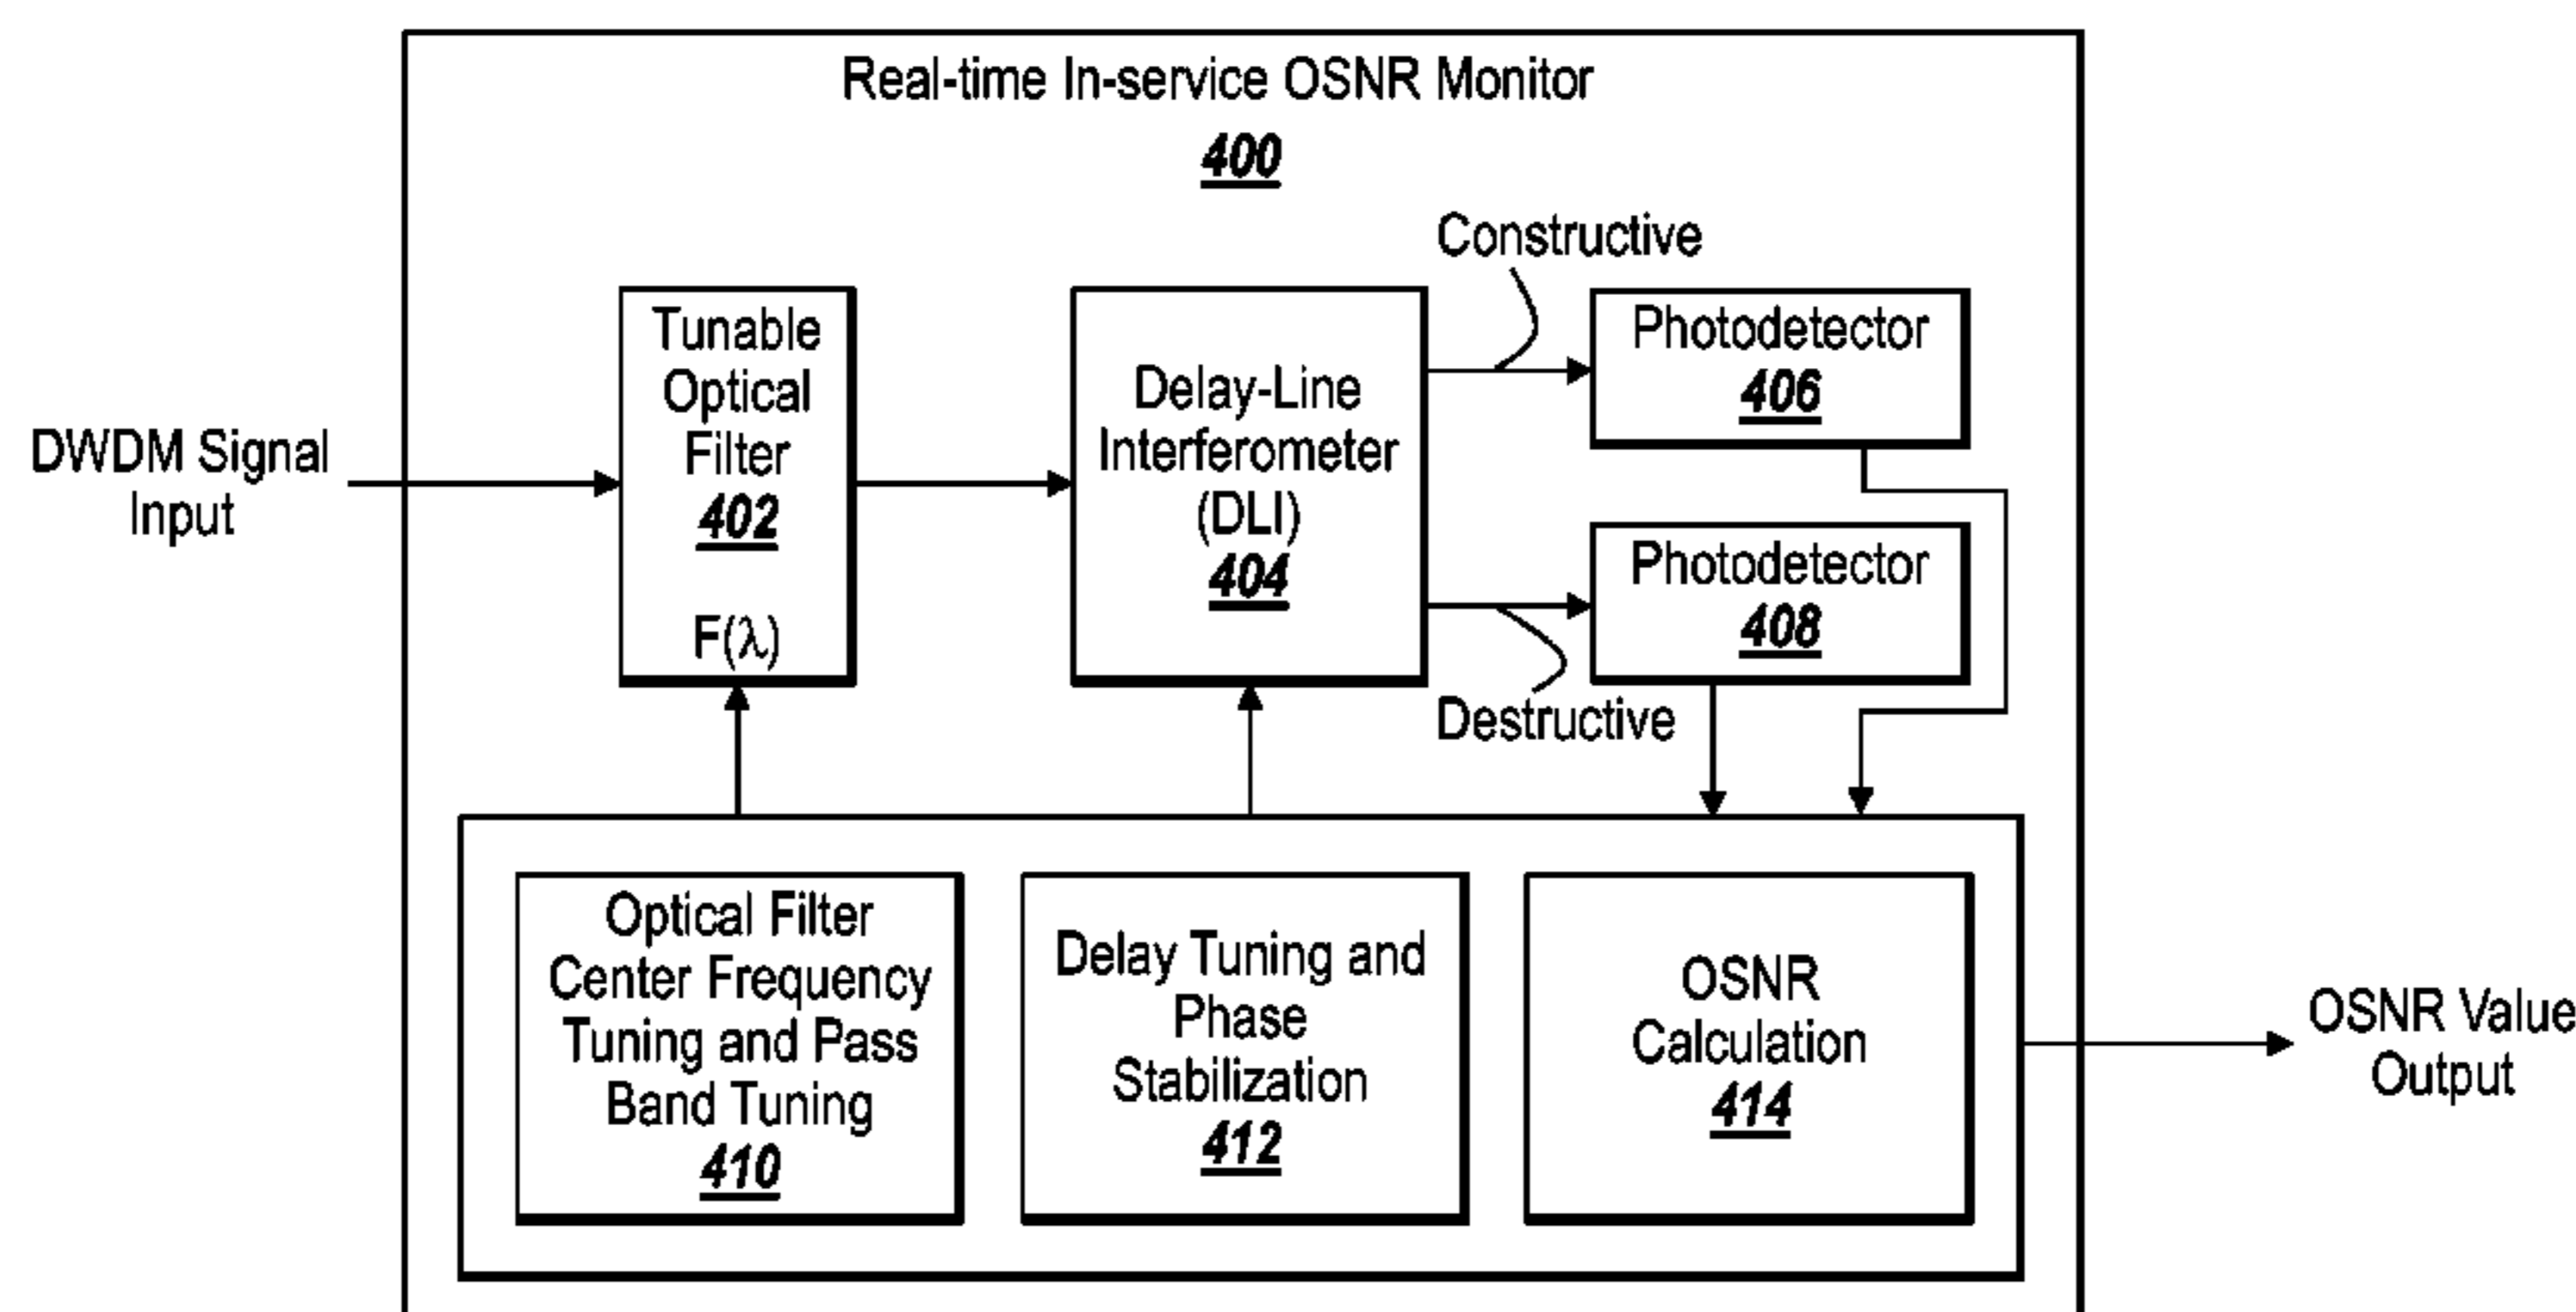 Real-time In-service OSNR Monitor
400
Constructive
Tunable
Optical
Filter
402
F(λ)
Delay-Line
Interferometer
(DLI)
404
Photodetector
406
DWDM Signal
Input
Photodetector
408
Destructive
Optical Filter
Center Frequency
Tuning and Pass
Band Tuning
410
Delay Tuning and
Phase
Stabilization
412
OSNR
Calculation
414
OSNR Value
Output